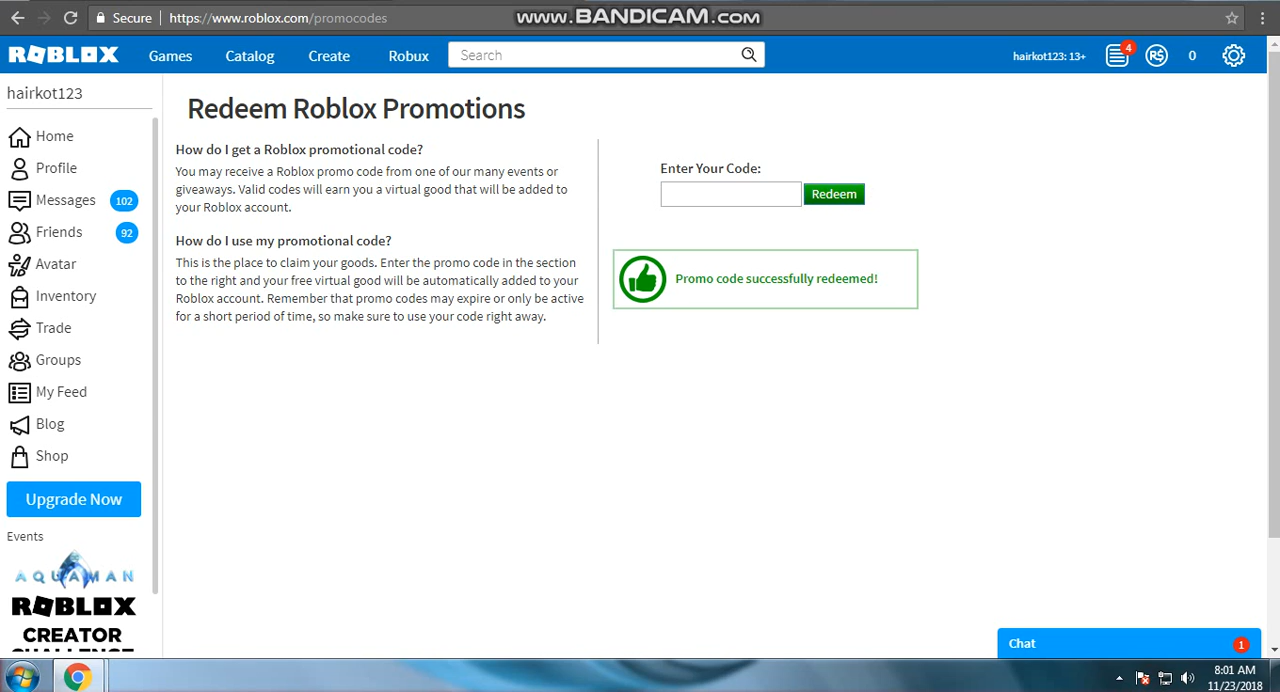 Secure https://www.roblox.com/promocodes
www.BANDICAM.com
ROBLOX Games Catalog Create Robux Search hairkot123: 13+ 4 R$ 0
hairkot123
Home
Profile
Messages 102
Friends 92
Avatar
Inventory
Trade
Groups
My Feed
Blog
Shop
Upgrade Now
Events
AQUAMAN
ROBLOX
CREATOR
CHALLENGE
Redeem Roblox Promotions
How do I get a Roblox promotional code?
You may receive a Roblox promo code from one of our many events or
giveaways. Valid codes will earn you a virtual good that will be added to
your Roblox account.
How do I use my promotional code?
This is the place to claim your goods. Enter the promo code in the section
to the right and your free virtual good will be automatically added to your
Roblox account. Remember that promo codes may expire or only be active
for a short period of time, so make sure to use your code right away.
Enter Your Code:
Redeem
Promo code successfully redeemed!
Chat 1
8:01 AM
11/23/2018